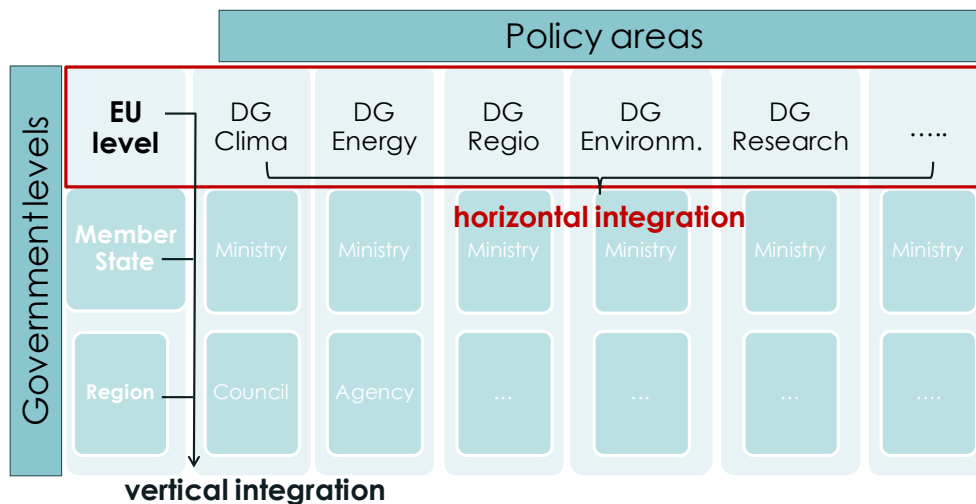 Policy areas
Government levels
EU
level
DG
Clima
DG
Energy
DG
Regio
DG
Environm.
DG
Research
.....
horizontal integration
Member
State
Ministry
Ministry
Ministry
Ministry
Ministry
Ministry
Region
Council
Agency
...
...
...
....
vertical integration